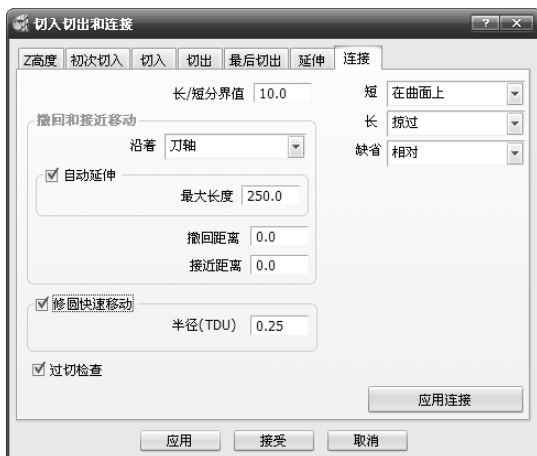 切入切出和连接
Z高度 初次切入 切入 切出 最后切出 延伸 连接
长/短分界值 10.0
短 在曲面上
撤回和接近移动
长 掠过
沿着 刀轴
缺省 相对
自动延伸
最大长度 250.0
撤回距离 0.0
接近距离 0.0
修圆快速移动
半径(TDU) 0.25
过切检查
应用连接
应用 接受 取消